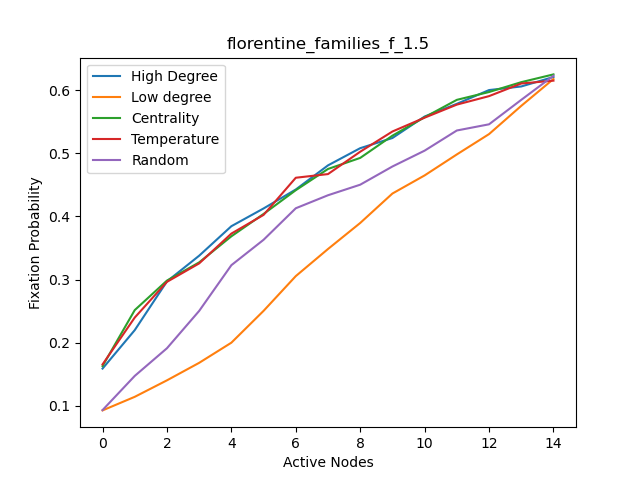 florentine_families_f_1.5
High Degree
Low degree
Centrality
Temperature
Random
Fixation Probability
0.6
0.5
0.4
0.3
0.2
0.1
0 2 4 6 8 10 12 14
Active Nodes